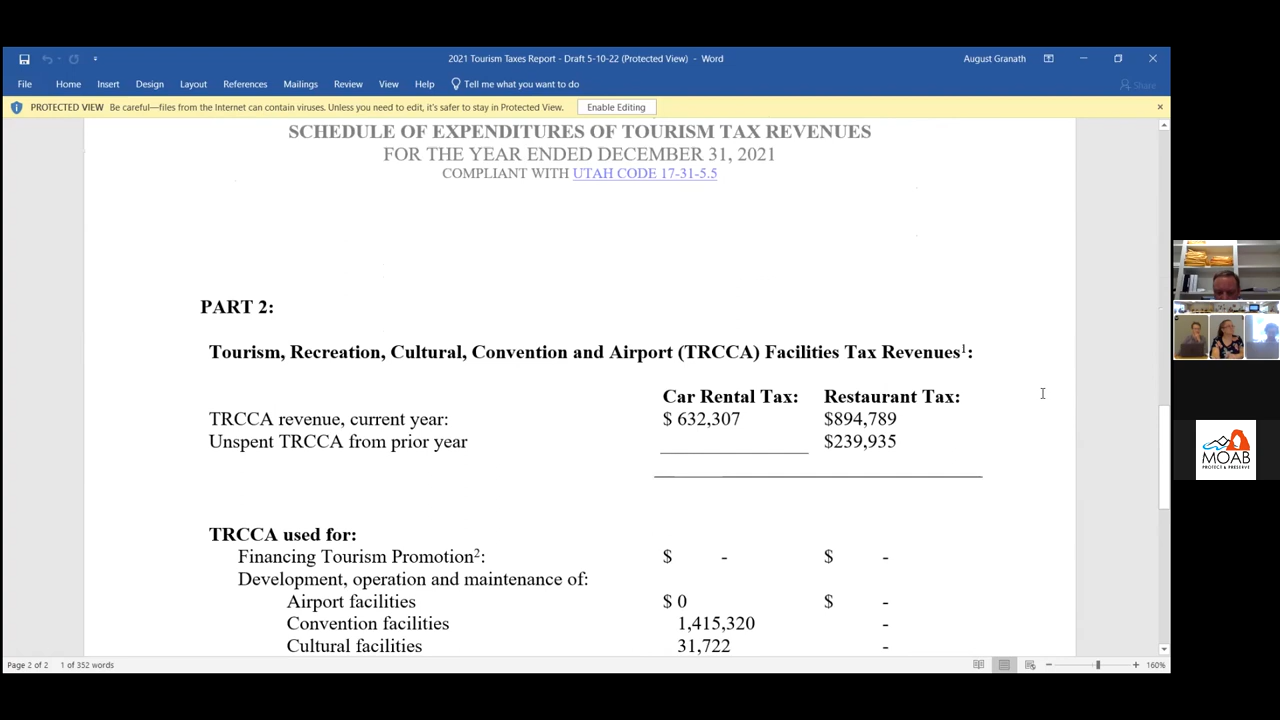 2021 Tourism Taxes Report - Draft 5-10-22 (Protected View) - Word
August Granath
File Home Insert Design Layout References Mailings Review View Help Tell me what you want to do Share
PROTECTED VIEW Be careful—files from the Internet can contain viruses. Unless you need to edit, it's safer to stay in Protected View. Enable Editing
SCHEDULE OF EXPENDITURES OF TOURISM TAX REVENUES
FOR THE YEAR ENDED DECEMBER 31, 2021
COMPLIANT WITH UTAH CODE 17-31-5.5
PART 2:
Tourism, Recreation, Cultural, Convention and Airport (TRCCA) Facilities Tax Revenues¹:
Car Rental Tax: Restaurant Tax:
TRCCA revenue, current year: $ 632,307 $894,789
Unspent TRCCA from prior year $239,935
TRCCA used for:
Financing Tourism Promotion²: $ - $ -
Development, operation and maintenance of:
Airport facilities $ 0 $ -
Convention facilities 1,415,320 -
Cultural facilities 31,722 -
Page 2 of 2 1 of 352 words
160%
MOAB
PROTECT & PRESERVE